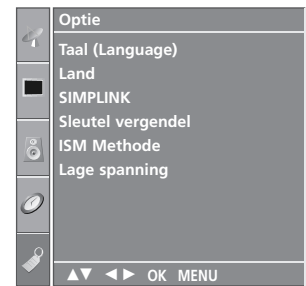 Optie
Taal (Language)
Land
SIMPLINK
Sleutel vergendel
ISM Methode
Lage spanning
▲▼ ◄► OK MENU